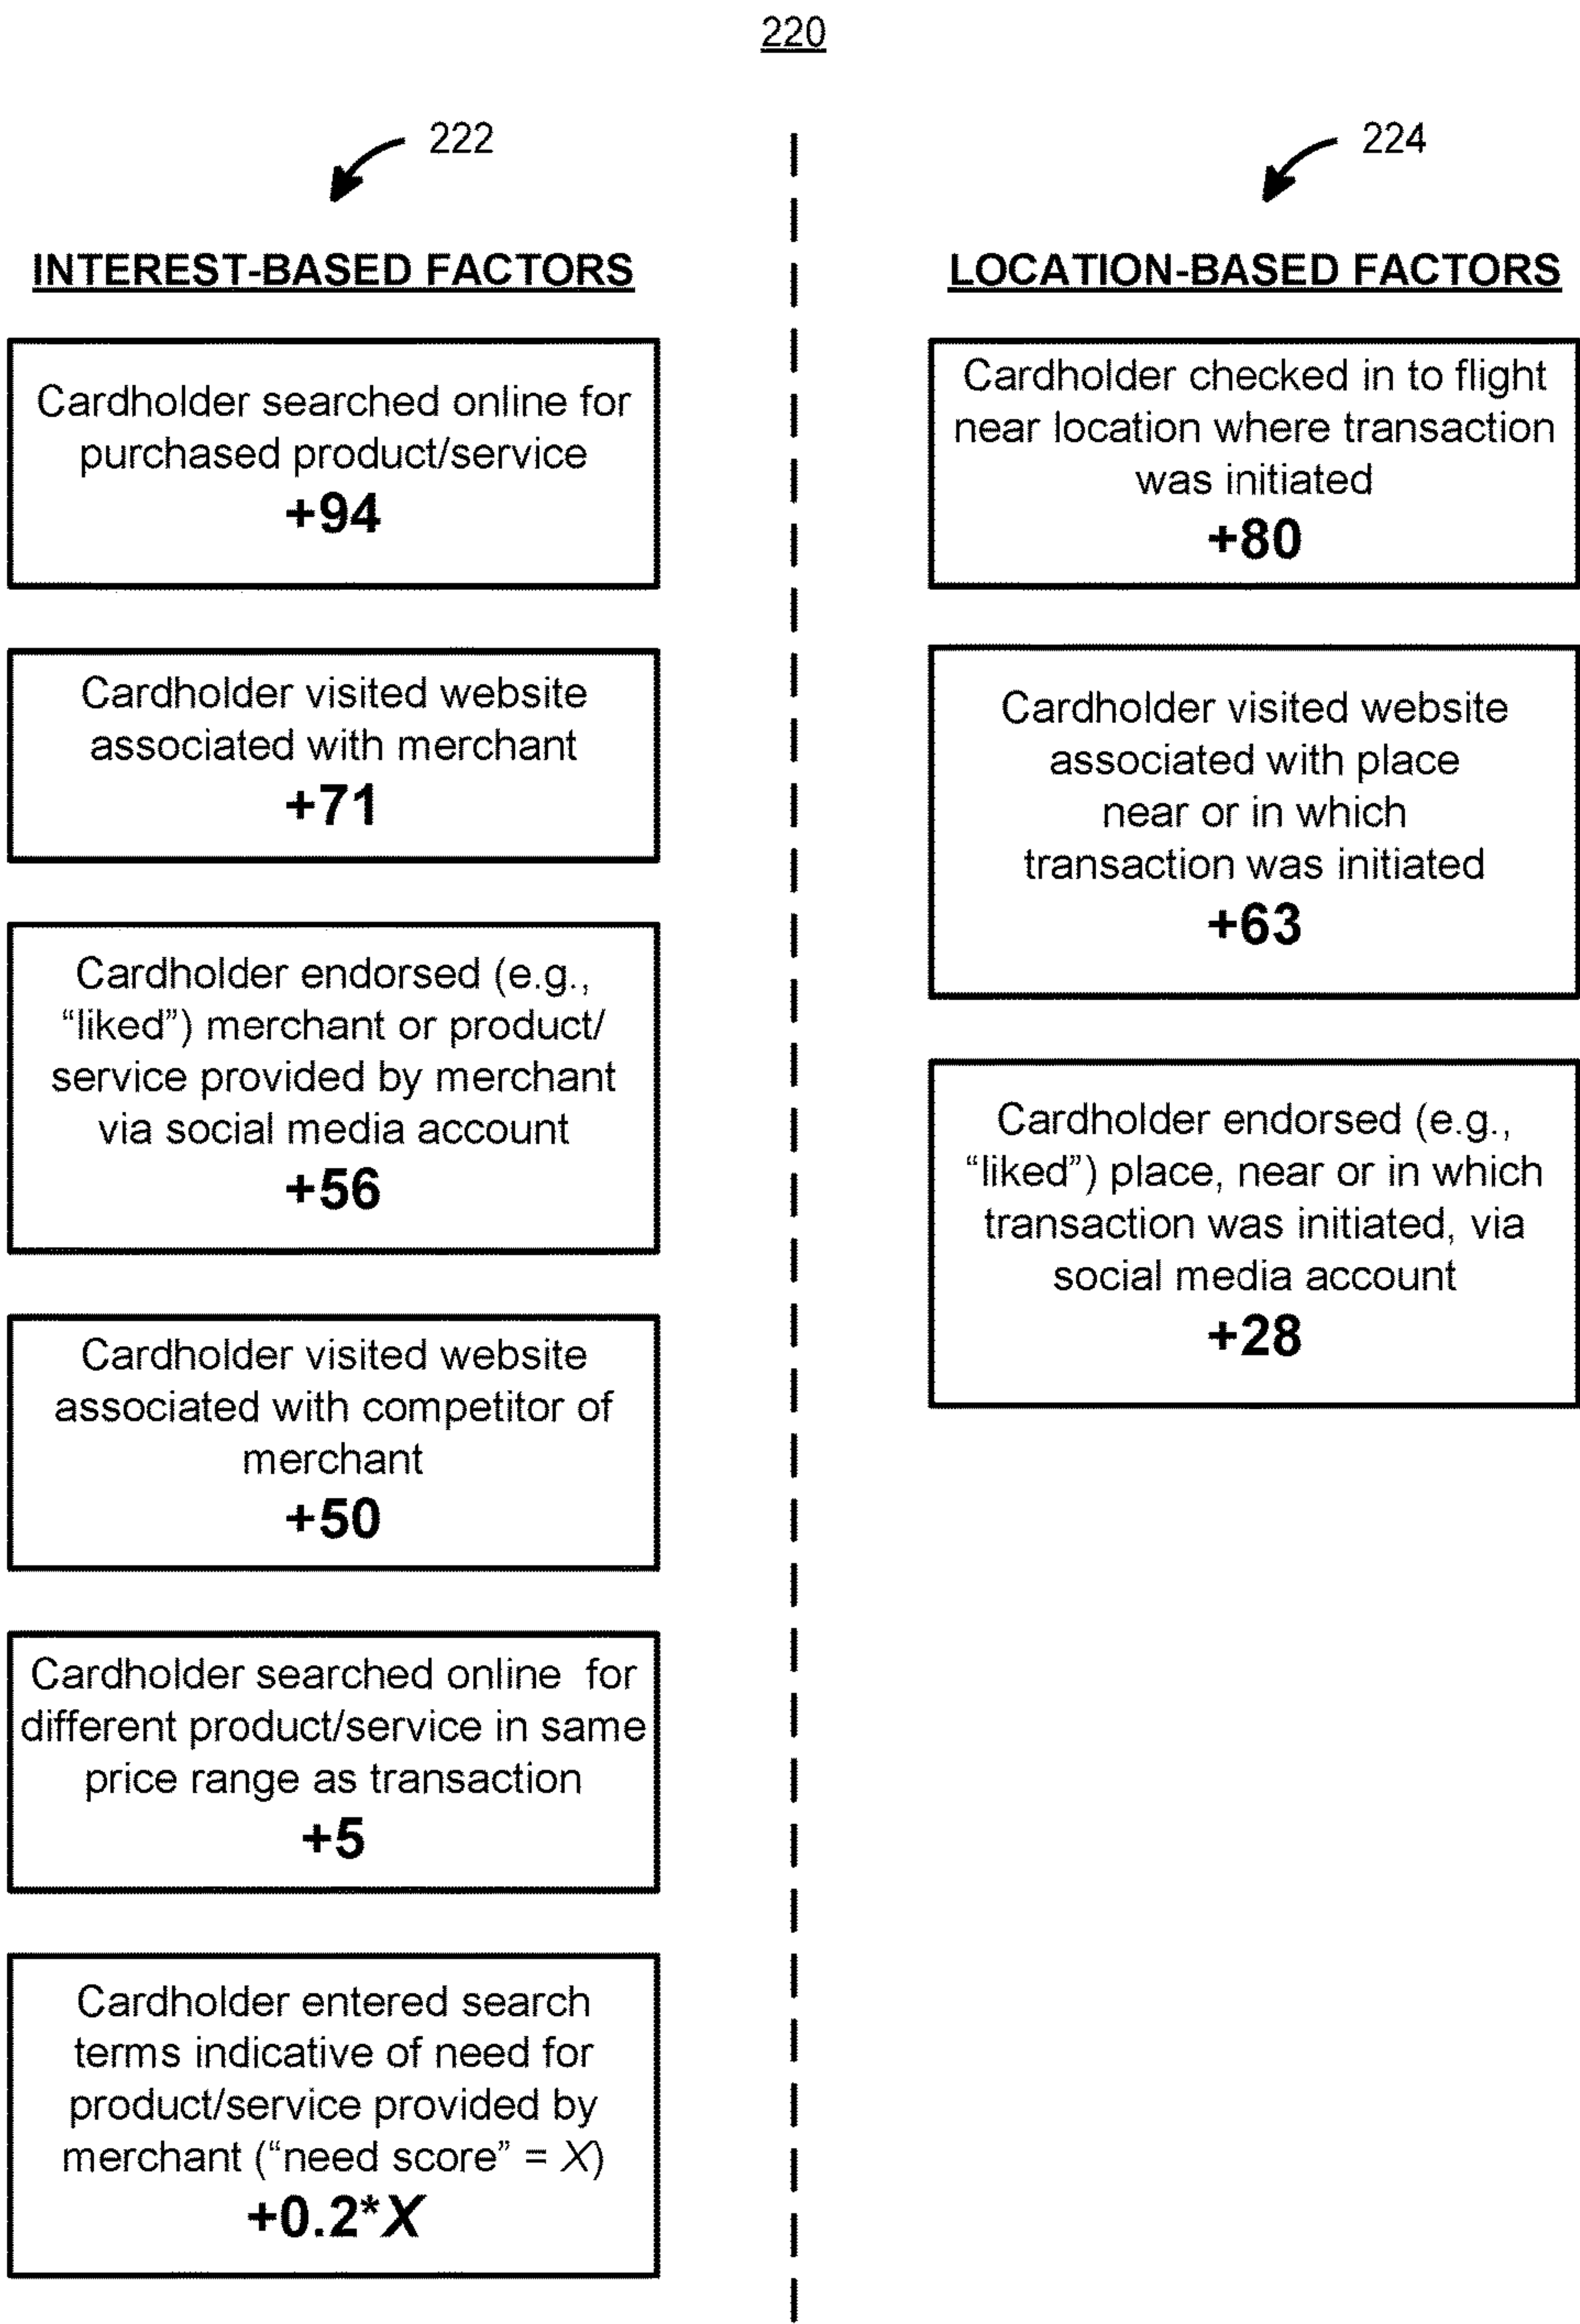 220
222
INTEREST-BASED FACTORS
Cardholder searched online for
purchased product/service
+94
Cardholder visited website
associated with merchant
+71
Cardholder endorsed (e.g.,
“liked”) merchant or product/
service provided by merchant
via social media account
+56
Cardholder visited website
associated with competitor of
merchant
+50
Cardholder searched online for
different product/service in same
price range as transaction
+5
Cardholder entered search
terms indicative of need for
product/service provided by
merchant (“need score” = X)
+0.2*X
224
LOCATION-BASED FACTORS
Cardholder checked in to flight
near location where transaction
was initiated
+80
Cardholder visited website
associated with place
near or in which
transaction was initiated
+63
Cardholder endorsed (e.g.,
“liked”) place, near or in which
transaction was initiated, via
social media account
+28